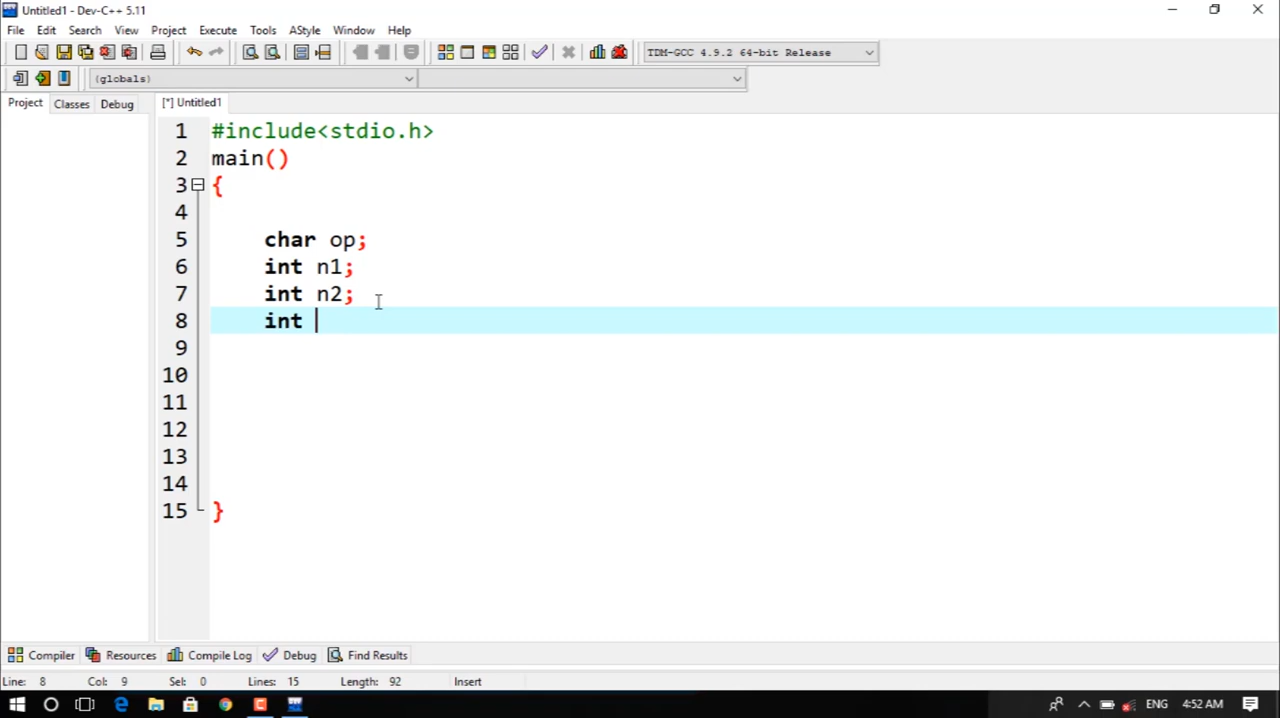 Untitled1 - Dev-C++ 5.11
File Edit Search View Project Execute Tools AStyle Window Help
TDM-GCC 4.9.2 64-bit Release
(globals)
Project Classes Debug [*] Untitled1
1 #include<stdio.h>
2 main()
3 {
4
5 char op;
6 int n1;
7 int n2;
8 int
9
10
11
12
13
14
15 }
Compiler Resources Compile Log Debug Find Results
Line: 8 Col: 9 Sel: 0 Lines: 15 Length: 92 Insert
ENG 4:52 AM